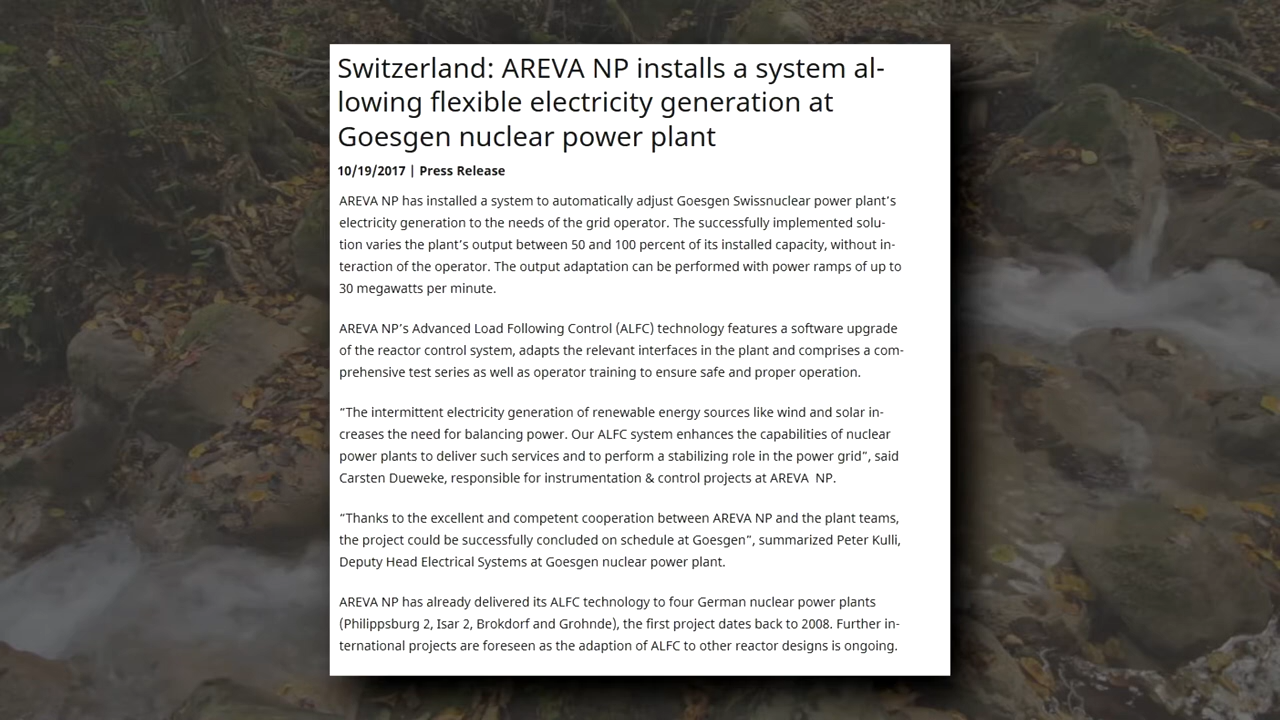 Switzerland: AREVA NP installs a system al-
lowing flexible electricity generation at
Goesgen nuclear power plant
10/19/2017 | Press Release
AREVA NP has installed a system to automatically adjust Goesgen Swissnuclear power plant’s
electricity generation to the needs of the grid operator. The successfully implemented solu-
tion varies the plant’s output between 50 and 100 percent of its installed capacity, without in-
teraction of the operator. The output adaptation can be performed with power ramps of up to
30 megawatts per minute.
AREVA NP’s Advanced Load Following Control (ALFC) technology features a software upgrade
of the reactor control system, adapts the relevant interfaces in the plant and comprises a com-
prehensive test series as well as operator training to ensure safe and proper operation.
“The intermittent electricity generation of renewable energy sources like wind and solar in-
creases the need for balancing power. Our ALFC system enhances the capabilities of nuclear
power plants to deliver such services and to perform a stabilizing role in the power grid”, said
Carsten Dueweke, responsible for instrumentation & control projects at AREVA NP.
“Thanks to the excellent and competent cooperation between AREVA NP and the plant teams,
the project could be successfully concluded on schedule at Goesgen”, summarized Peter Kulli,
Deputy Head Electrical Systems at Goesgen nuclear power plant.
AREVA NP has already delivered its ALFC technology to four German nuclear power plants
(Philippsburg 2, Isar 2, Brokdorf and Grohnde), the first project dates back to 2008. Further in-
ternational projects are foreseen as the adaption of ALFC to other reactor designs is ongoing.